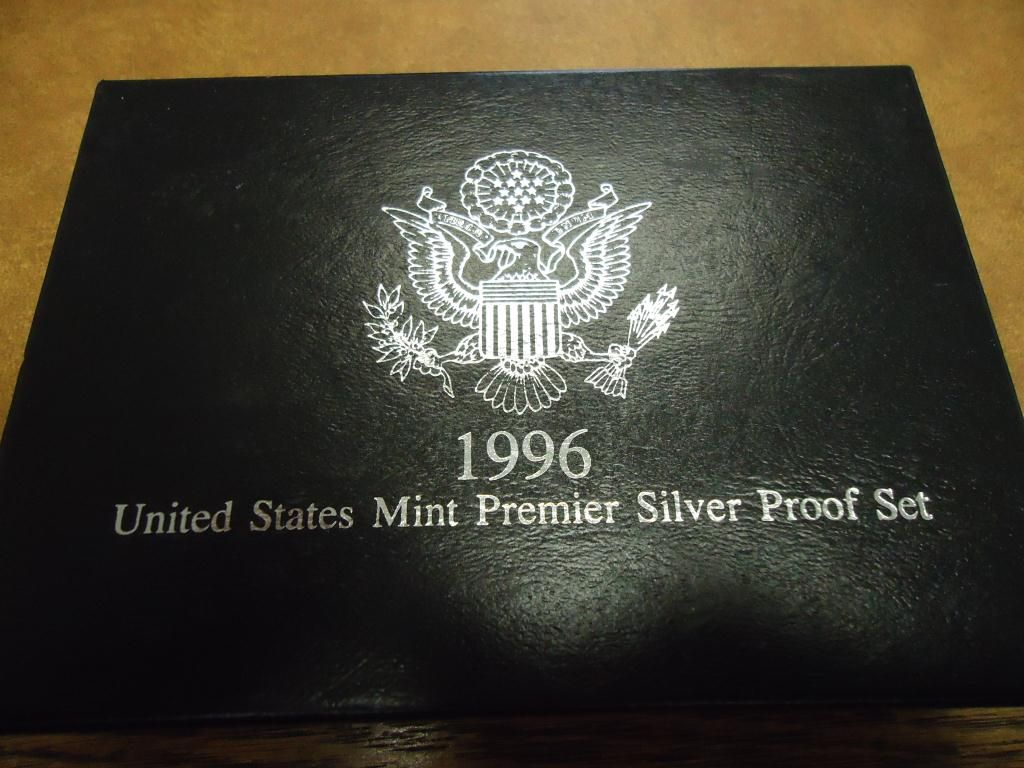 1996
United States Mint Premier Silver Proof Set